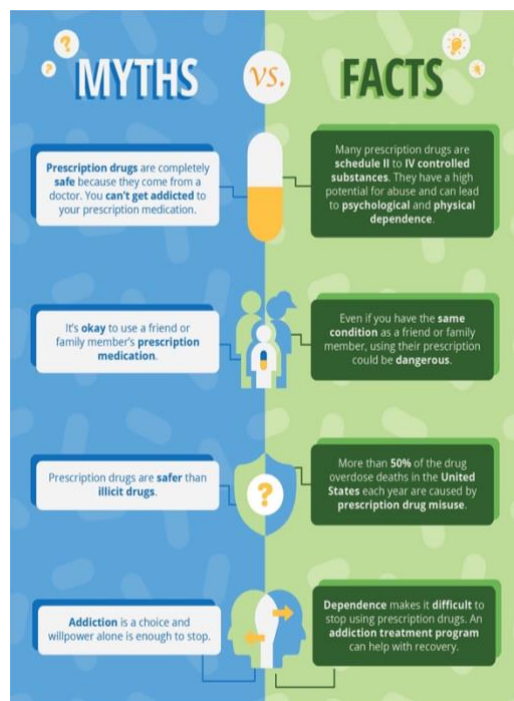 MYTHS
VS.
FACTS
Prescription drugs are completely
safe because they come from a
doctor. You can't get addicted to
your prescription medication.
Many prescription drugs are
schedule II to IV controlled
substances. They have a high
potential for abuse and can lead
to psychological and physical
dependence.
It's okay to use a friend or
family member's prescription
medication.
Even if you have the same
condition as a friend or family
member, using their prescription
could be dangerous.
Prescription drugs are safer than
illicit drugs.
More than 50% of the drug
overdose deaths in the United
States each year are caused by
prescription drug misuse.
Addiction is a choice and
willpower alone is enough to stop.
Dependence makes it difficult to
stop using prescription drugs. An
addiction treatment program
can help with recovery.